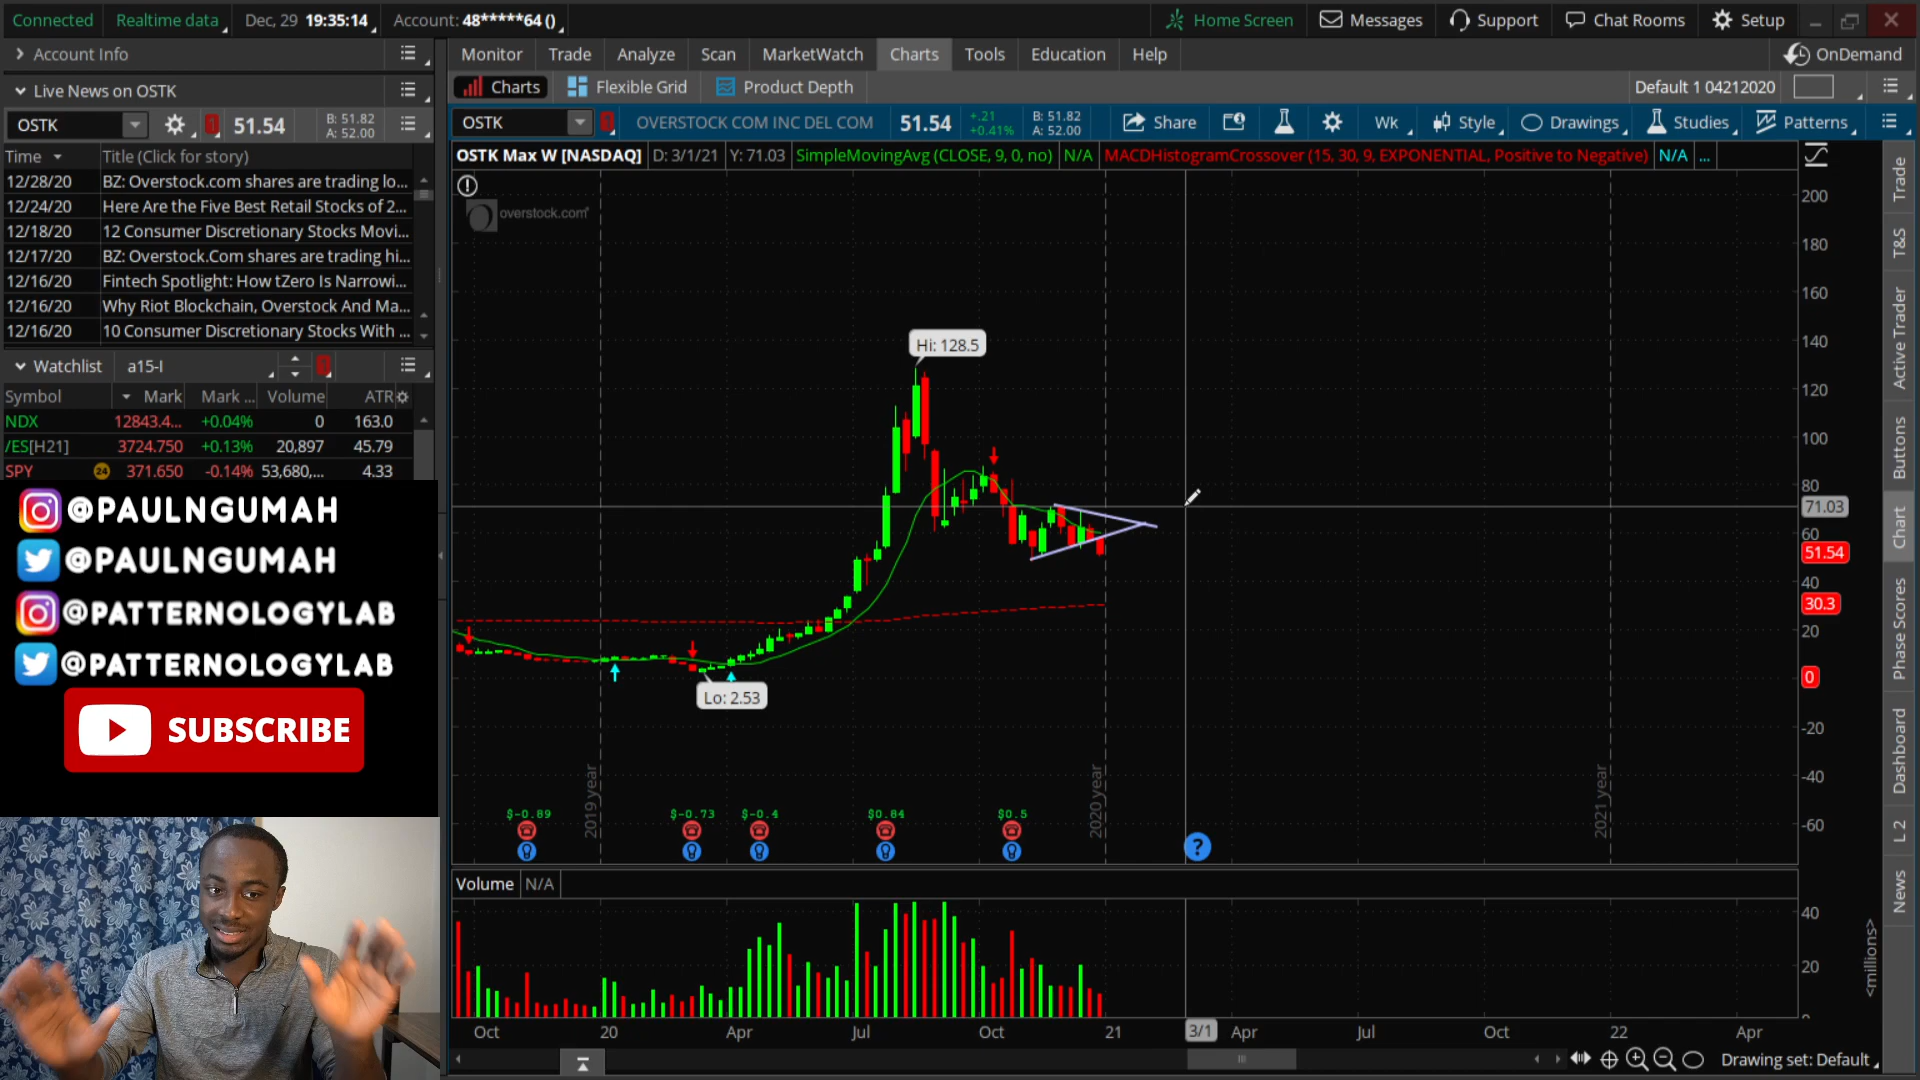 Connected Realtime data Dec, 29 19:35:14 Account: 48*****64 () Home Screen Messages Support Chat Rooms Setup
Account Info
Monitor Trade Analyze Scan MarketWatch Charts Tools Education Help OnDemand
Live News on OSTK
Charts Flexible Grid Product Depth Default 1 04212020
OSTK 51.54 B: 51.82 A: 52.00
OSTK OVERSTOCK COM INC DEL COM 51.54 +.21 +0.41% B: 51.82 A: 52.00 Share Wk Style Drawings Studies Patterns
Time Title (Click for story)
12/28/20 BZ: Overstock.com shares are trading lo...
12/24/20 Here Are the Five Best Retail Stocks of 2...
12/18/20 12 Consumer Discretionary Stocks Movi...
12/17/20 BZ: Overstock.Com shares are trading hi...
12/16/20 Fintech Spotlight: How tZero Is Narrowi...
12/16/20 Why Riot Blockchain, Overstock And Ma...
12/16/20 10 Consumer Discretionary Stocks With ...
OSTK Max W [NASDAQ] D: 3/1/21 Y: 71.03 SimpleMovingAvg (CLOSE, 9, 0, no) N/A MACDHistogramCrossover (15, 30, 9, EXPONENTIAL, Positive to Negative) N/A ...
overstock.com
Watchlist a15-I
Symbol Mark Mark ... Volume ATR
NDX 12843.4... +0.04% 0 163.0
/ES[H21] 3724.750 +0.13% 20,897 45.79
SPY 24 371.650 -0.14% 53,680,... 4.33
@PAULNGUMAH
@PAULNGUMAH
@PATTERNOLOGYLAB
@PATTERNOLOGYLAB
SUBSCRIBE
Hi: 128.5
Lo: 2.53
200
180
160
140
120
100
80
71.03
60
51.54
40
30.3
20
0
-20
-40
-60
2019 year
2020 year
2021 year
$-0.89 $-0.73 $-0.4 $0.84 $0.5
?
Volume N/A
40
20
<millions>
Oct 20 Apr Jul Oct 21 3/1 Apr Jul Oct 22 Apr
Drawing set: Default
Trade
T&S
Active Trader
Buttons
Chart
Phase Scores
Dashboard
L 2
News